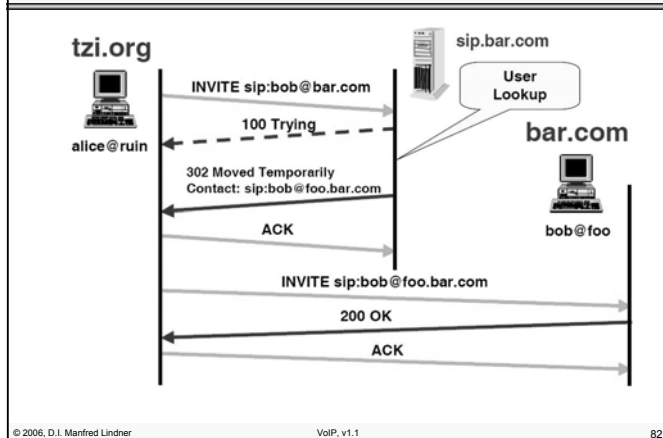 tzi.org
sip.bar.com
User
Lookup
INVITE sip:bob@bar.com
100 Trying
alice@ruin
bar.com
302 Moved Temporarily
Contact: sip:bob@foo.bar.com
bob@foo
ACK
INVITE sip:bob@foo.bar.com
200 OK
ACK
© 2006, D.I. Manfred Lindner
VoIP, v1.1
82